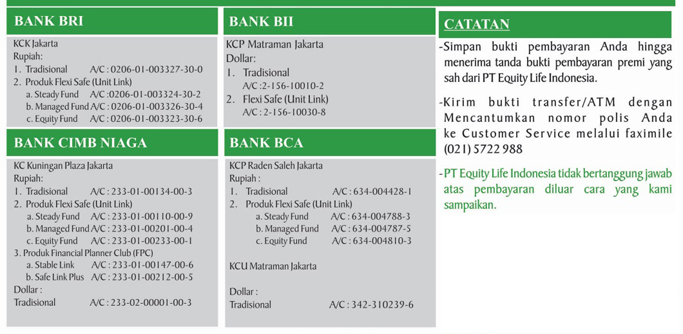 BANK BRI
KCK Jakarta
Rupiah:
1. Tradisional A/C : 0206-01-003327-30-0
2. Produk Flexi Safe (Unit Link)
a. Steady Fund A/C :0206-01-003324-30-2
b. Managed Fund A/C : 0206-01-003326-30-4
c. Equity Fund A/C : 0206-01-003323-30-6
BANK BII
KCP Matraman Jakarta
Dollar:
1. Tradisional
A/C :2-156-10010-2
2. Flexi Safe (Unit Link)
A/C : 2-156-10030-8
BANK CIMB NIAGA
KC Kuningan Plaza Jakarta
Rupiah :
1. Tradisional A/C : 233-01-00134-00-3
2. Produk Flexi Safe (Unit Link)
a. Steady Fund A/C : 233-01-00110-00-9
b. Managed Fund A/C : 233-01-00201-00-4
c. Equity Fund A/C : 233-01-00233-00-1
3. Produk Financial Planner Club (FPC)
a. Stable Link A/C : 233-01-00147-00-6
b. Safe Link Plus A/C : 233-01-00212-00-5
Dollar :
Tradisional A/C : 233-02-00001-00-3
BANK BCA
KCP Raden Saleh Jakarta
Rupiah :
1. Tradisional A/C : 634-004428-1
2. Produk Flexi Safe (Unit Link)
a. Steady Fund A/C : 634-004788-3
b. Managed Fund A/C : 634-004787-5
c. Equity Fund A/C : 634-004810-3
KCU Matraman Jakarta
Dollar :
Tradisional A/C : 342-310239-6
CATATAN
-Simpan bukti pembayaran Anda hingga
menerima tanda bukti pembayaran premi yang
sah dari PT Equity Life Indonesia.
-Kirim bukti transfer/ATM dengan
Mencantumkan nomor polis Anda
ke Customer Service melalui faximile
(021) 5722 988
-PT Equity Life Indonesia tidak bertanggung jawab
atas pembayaran diluar cara yang kami
sampaikan.